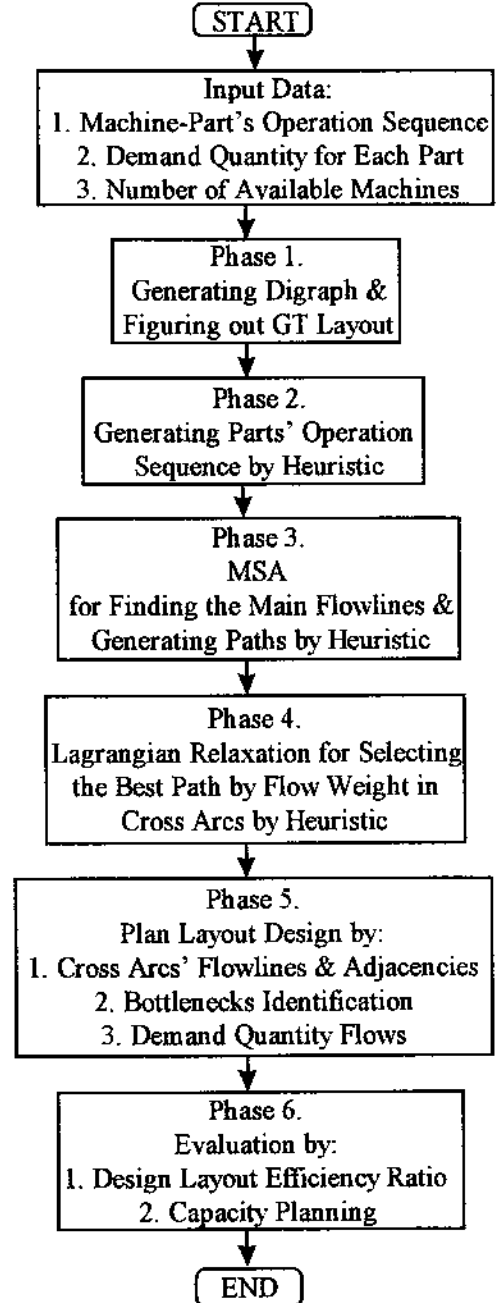 START
Input Data:
1. Machine-Part's Operation Sequence
2. Demand Quantity for Each Part
3. Number of Available Machines
Phase 1.
Generating Digraph &
Figuring out GT Layout
Phase 2.
Generating Parts' Operation
Sequence by Heuristic
Phase 3.
MSA
for Finding the Main Flowlines &
Generating Paths by Heuristic
Phase 4.
Lagrangian Relaxation for Selecting
the Best Path by Flow Weight in
Cross Arcs by Heuristic
Phase 5.
Plan Layout Design by:
1. Cross Arcs' Flowlines & Adjacencies
2. Bottlenecks Identification
3. Demand Quantity Flows
Phase 6.
Evaluation by:
1. Design Layout Efficiency Ratio
2. Capacity Planning
END